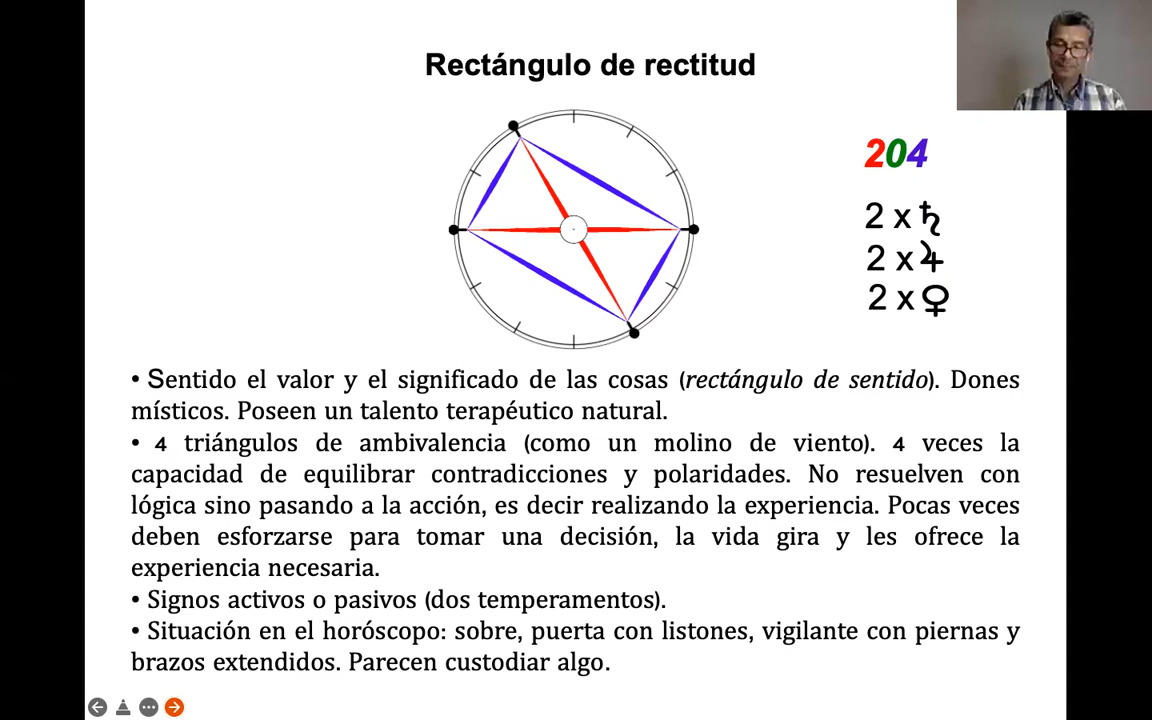 Rectángulo de rectitud
204
2 x ♄
2 x ♃
2 x ♀
• Sentido el valor y el significado de las cosas (rectángulo de sentido). Dones
místicos. Poseen un talento terapéutico natural.
• 4 triángulos de ambivalencia (como un molino de viento). 4 veces la
capacidad de equilibrar contradicciones y polaridades. No resuelven con
lógica sino pasando a la acción, es decir realizando la experiencia. Pocas veces
deben esforzarse para tomar una decisión, la vida gira y les ofrece la
experiencia necesaria.
• Signos activos o pasivos (dos temperamentos).
• Situación en el horóscopo: sobre, puerta con listones, vigilante con piernas y
brazos extendidos. Parecen custodiar algo.